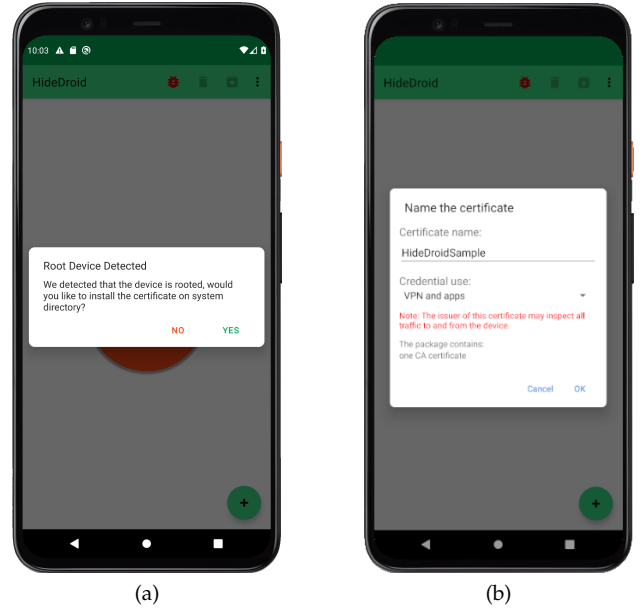 10:03
HideDroid
Root Device Detected
We detected that the device is rooted, would
you like to install the certificate on system
directory?
NO YES
+
(a)
HideDroid
Name the certificate
Certificate name:
HideDroidSample
Credential use:
VPN and apps
Note: The issuer of this certificate may inspect all
traffic to and from the device.
The package contains:
one CA certificate
Cancel OK
+
(b)